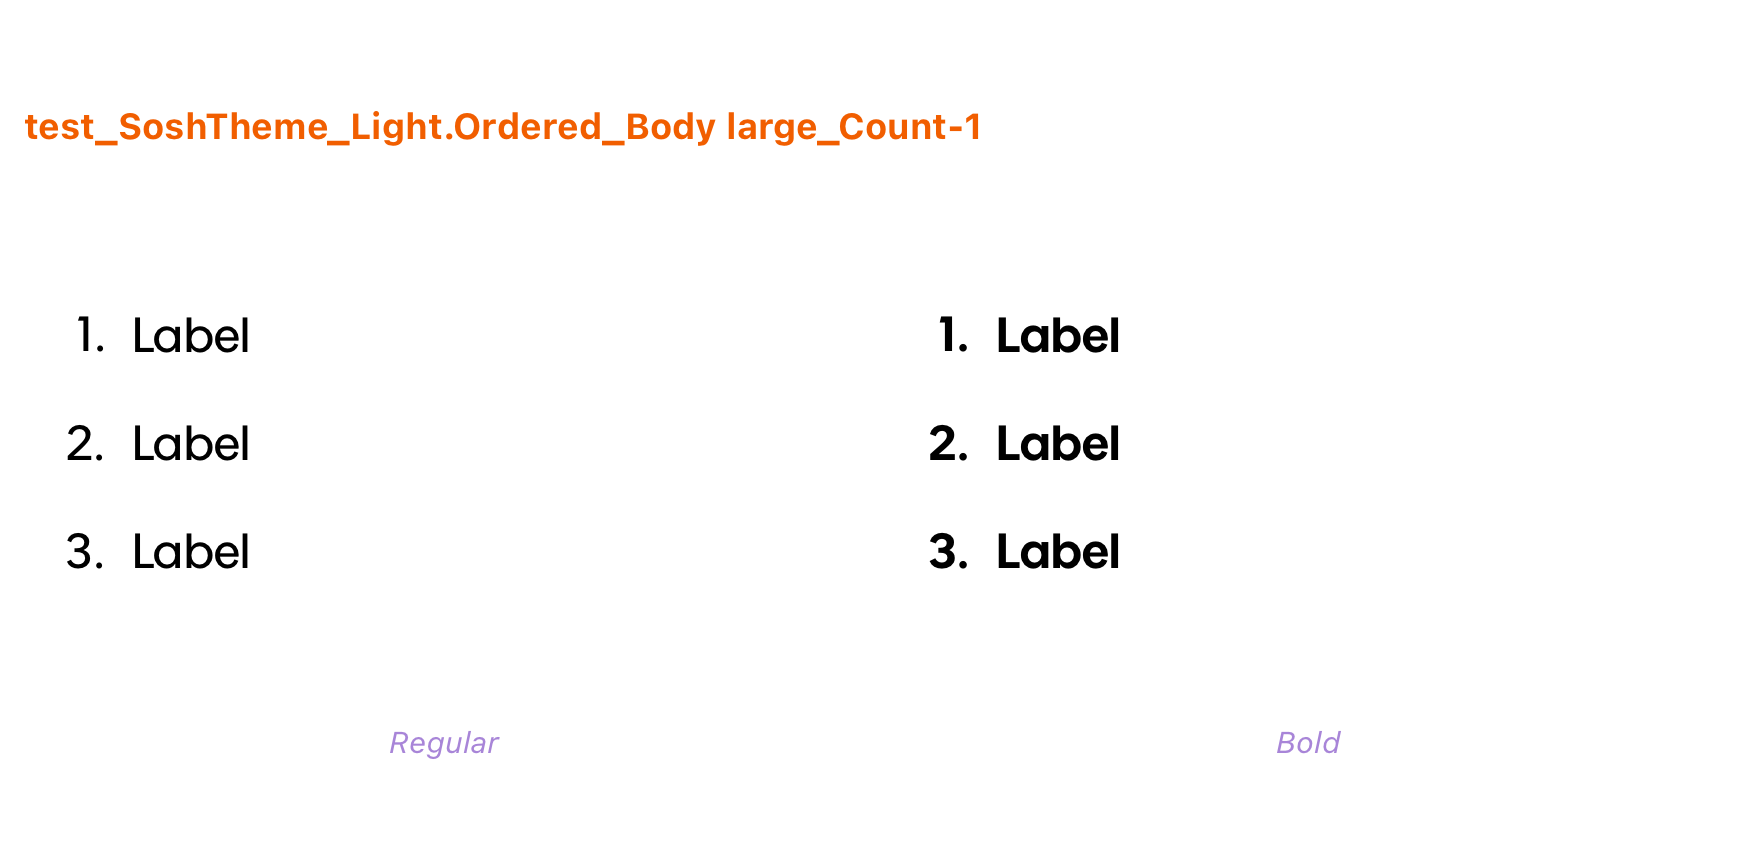 test_SoshTheme_Light.Ordered_Body large_Count-1
1. Label
2. Label
3. Label
Regular
1. Label
2. Label
3. Label
Bold